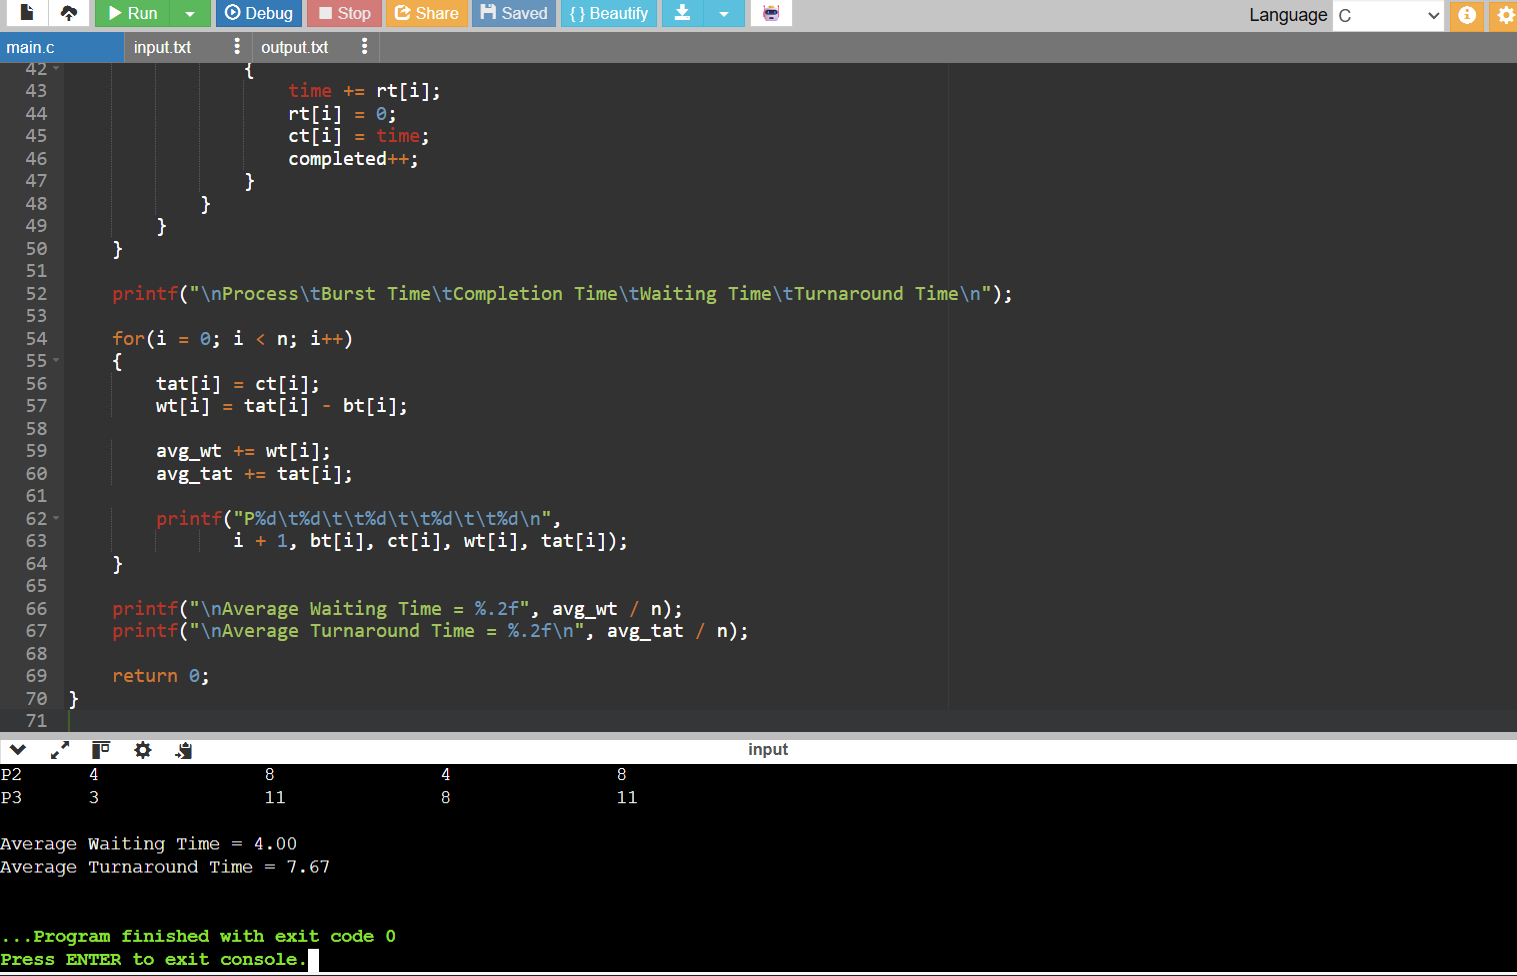 Run Debug Stop Share Saved { } Beautify Language C
main.c input.txt output.txt
42 {
43 time += rt[i];
44 rt[i] = 0;
45 ct[i] = time;
46 completed++;
47 }
48 }
49 }
50 }
51
52 printf("\nProcess\tBurst Time\tCompletion Time\tWaiting Time\tTurnaround Time\n");
53
54 for(i = 0; i < n; i++)
55 {
56 tat[i] = ct[i];
57 wt[i] = tat[i] - bt[i];
58
59 avg_wt += wt[i];
60 avg_tat += tat[i];
61
62 printf("P%d\t%d\t\t%d\t\t%d\t\t%d\n",
63 i + 1, bt[i], ct[i], wt[i], tat[i]);
64 }
65
66 printf("\nAverage Waiting Time = %.2f", avg_wt / n);
67 printf("\nAverage Turnaround Time = %.2f\n", avg_tat / n);
68
69 return 0;
70 }
71
input
P2 4 8 4 8
P3 3 11 8 11
Average Waiting Time = 4.00
Average Turnaround Time = 7.67
...Program finished with exit code 0
Press ENTER to exit console.